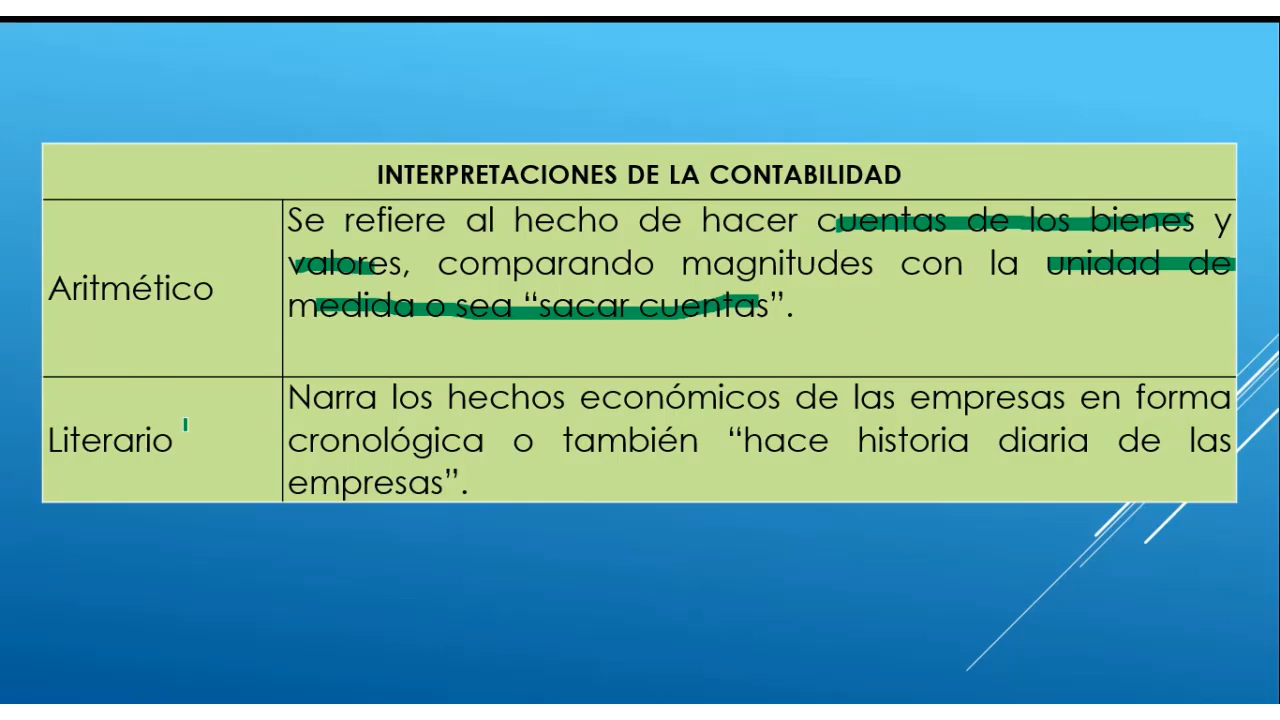 INTERPRETACIONES DE LA CONTABILIDAD
Aritmético
Se refiere al hecho de hacer cuentas de los bienes y
valores, comparando magnitudes con la unidad de
medida o sea “sacar cuentas”.
Literario
Narra los hechos económicos de las empresas en forma
cronológica o también “hace historia diaria de las
empresas”.